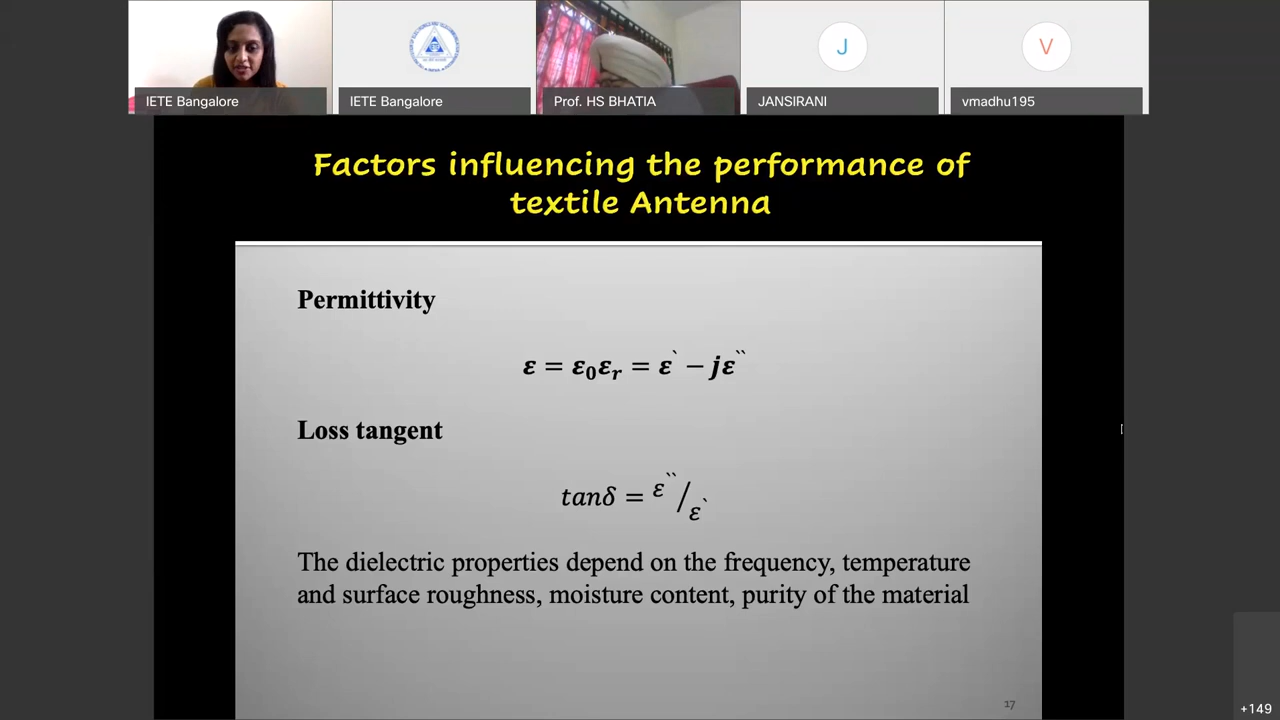 IETE Bangalore
IETE Bangalore
Prof. HS BHATIA
J
JANSIRANI
V
vmadhu195
Factors influencing the performance of
textile Antenna
Permittivity
ε = ε₀εᵣ = ε` − jε``
Loss tangent
tanδ = ε``/ε`
The dielectric properties depend on the frequency, temperature
and surface roughness, moisture content, purity of the material
17
+149